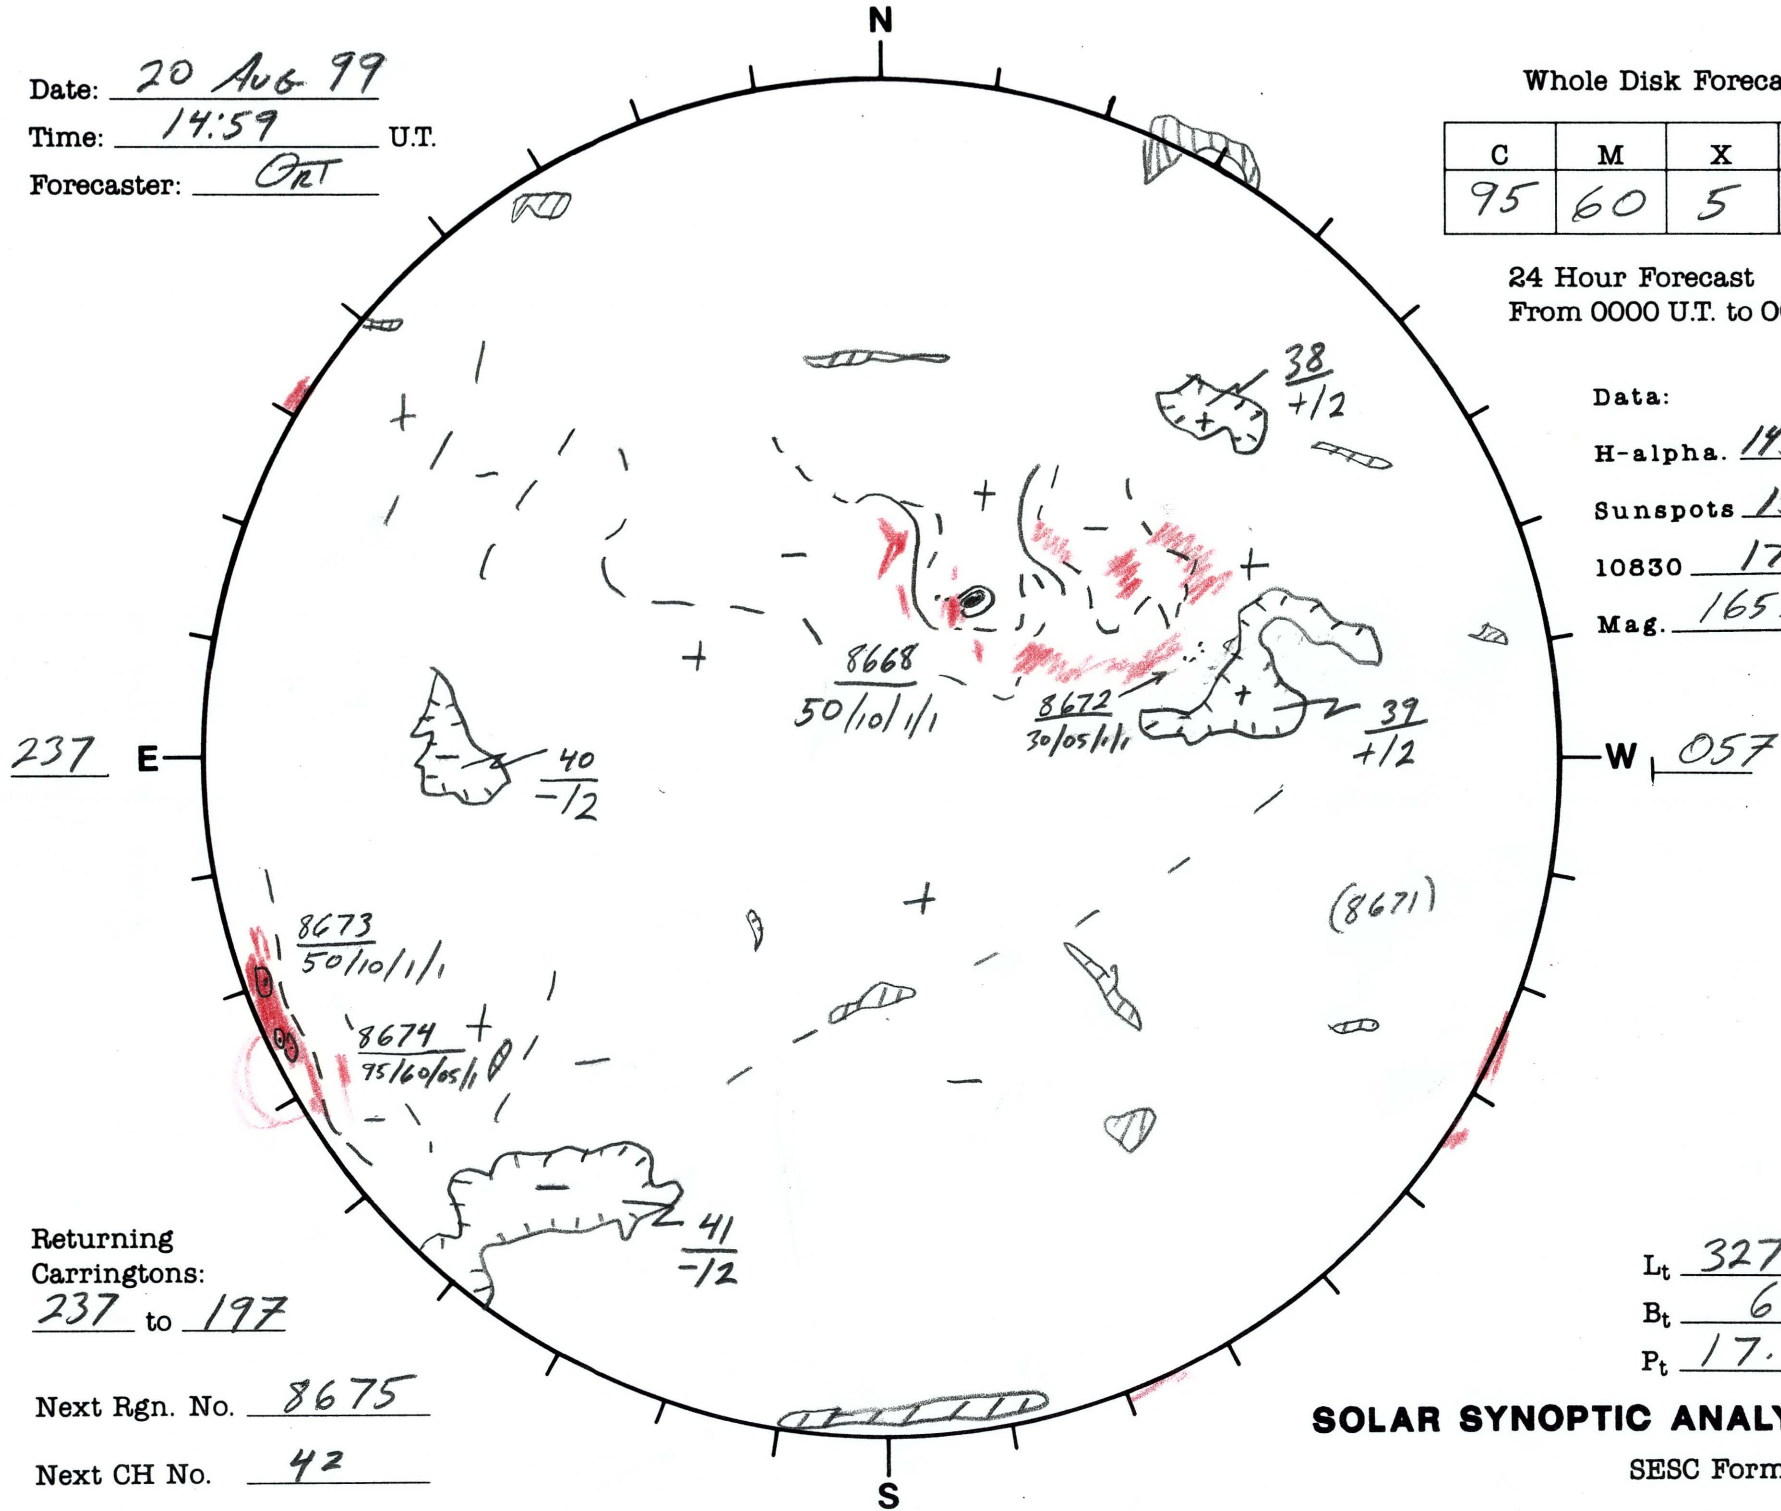 N
Date: 20 AUG 99
Time: 14:59 U.T.
Forecaster: ORT
Whole Disk Foreca
C M X
95 60 5
24 Hour Forecast
From 0000 U.T. to 0
Data:
H-alpha. 14
Sunspots 1
10830 17
Mag. 165
38
+/2
8668
50/10/1/1
8672
30/05/1/1
39
+/2
237 E
W 057
40
-/2
(8671)
8673
50/10/1/1
8674
95/60/05/1
41
-/2
Returning
Carringtons:
237 to 197
Next Rgn. No. 8675
Next CH No. 42
Lt 327
Bt 6
Pt 17.
SOLAR SYNOPTIC ANALY
SESC Form
S